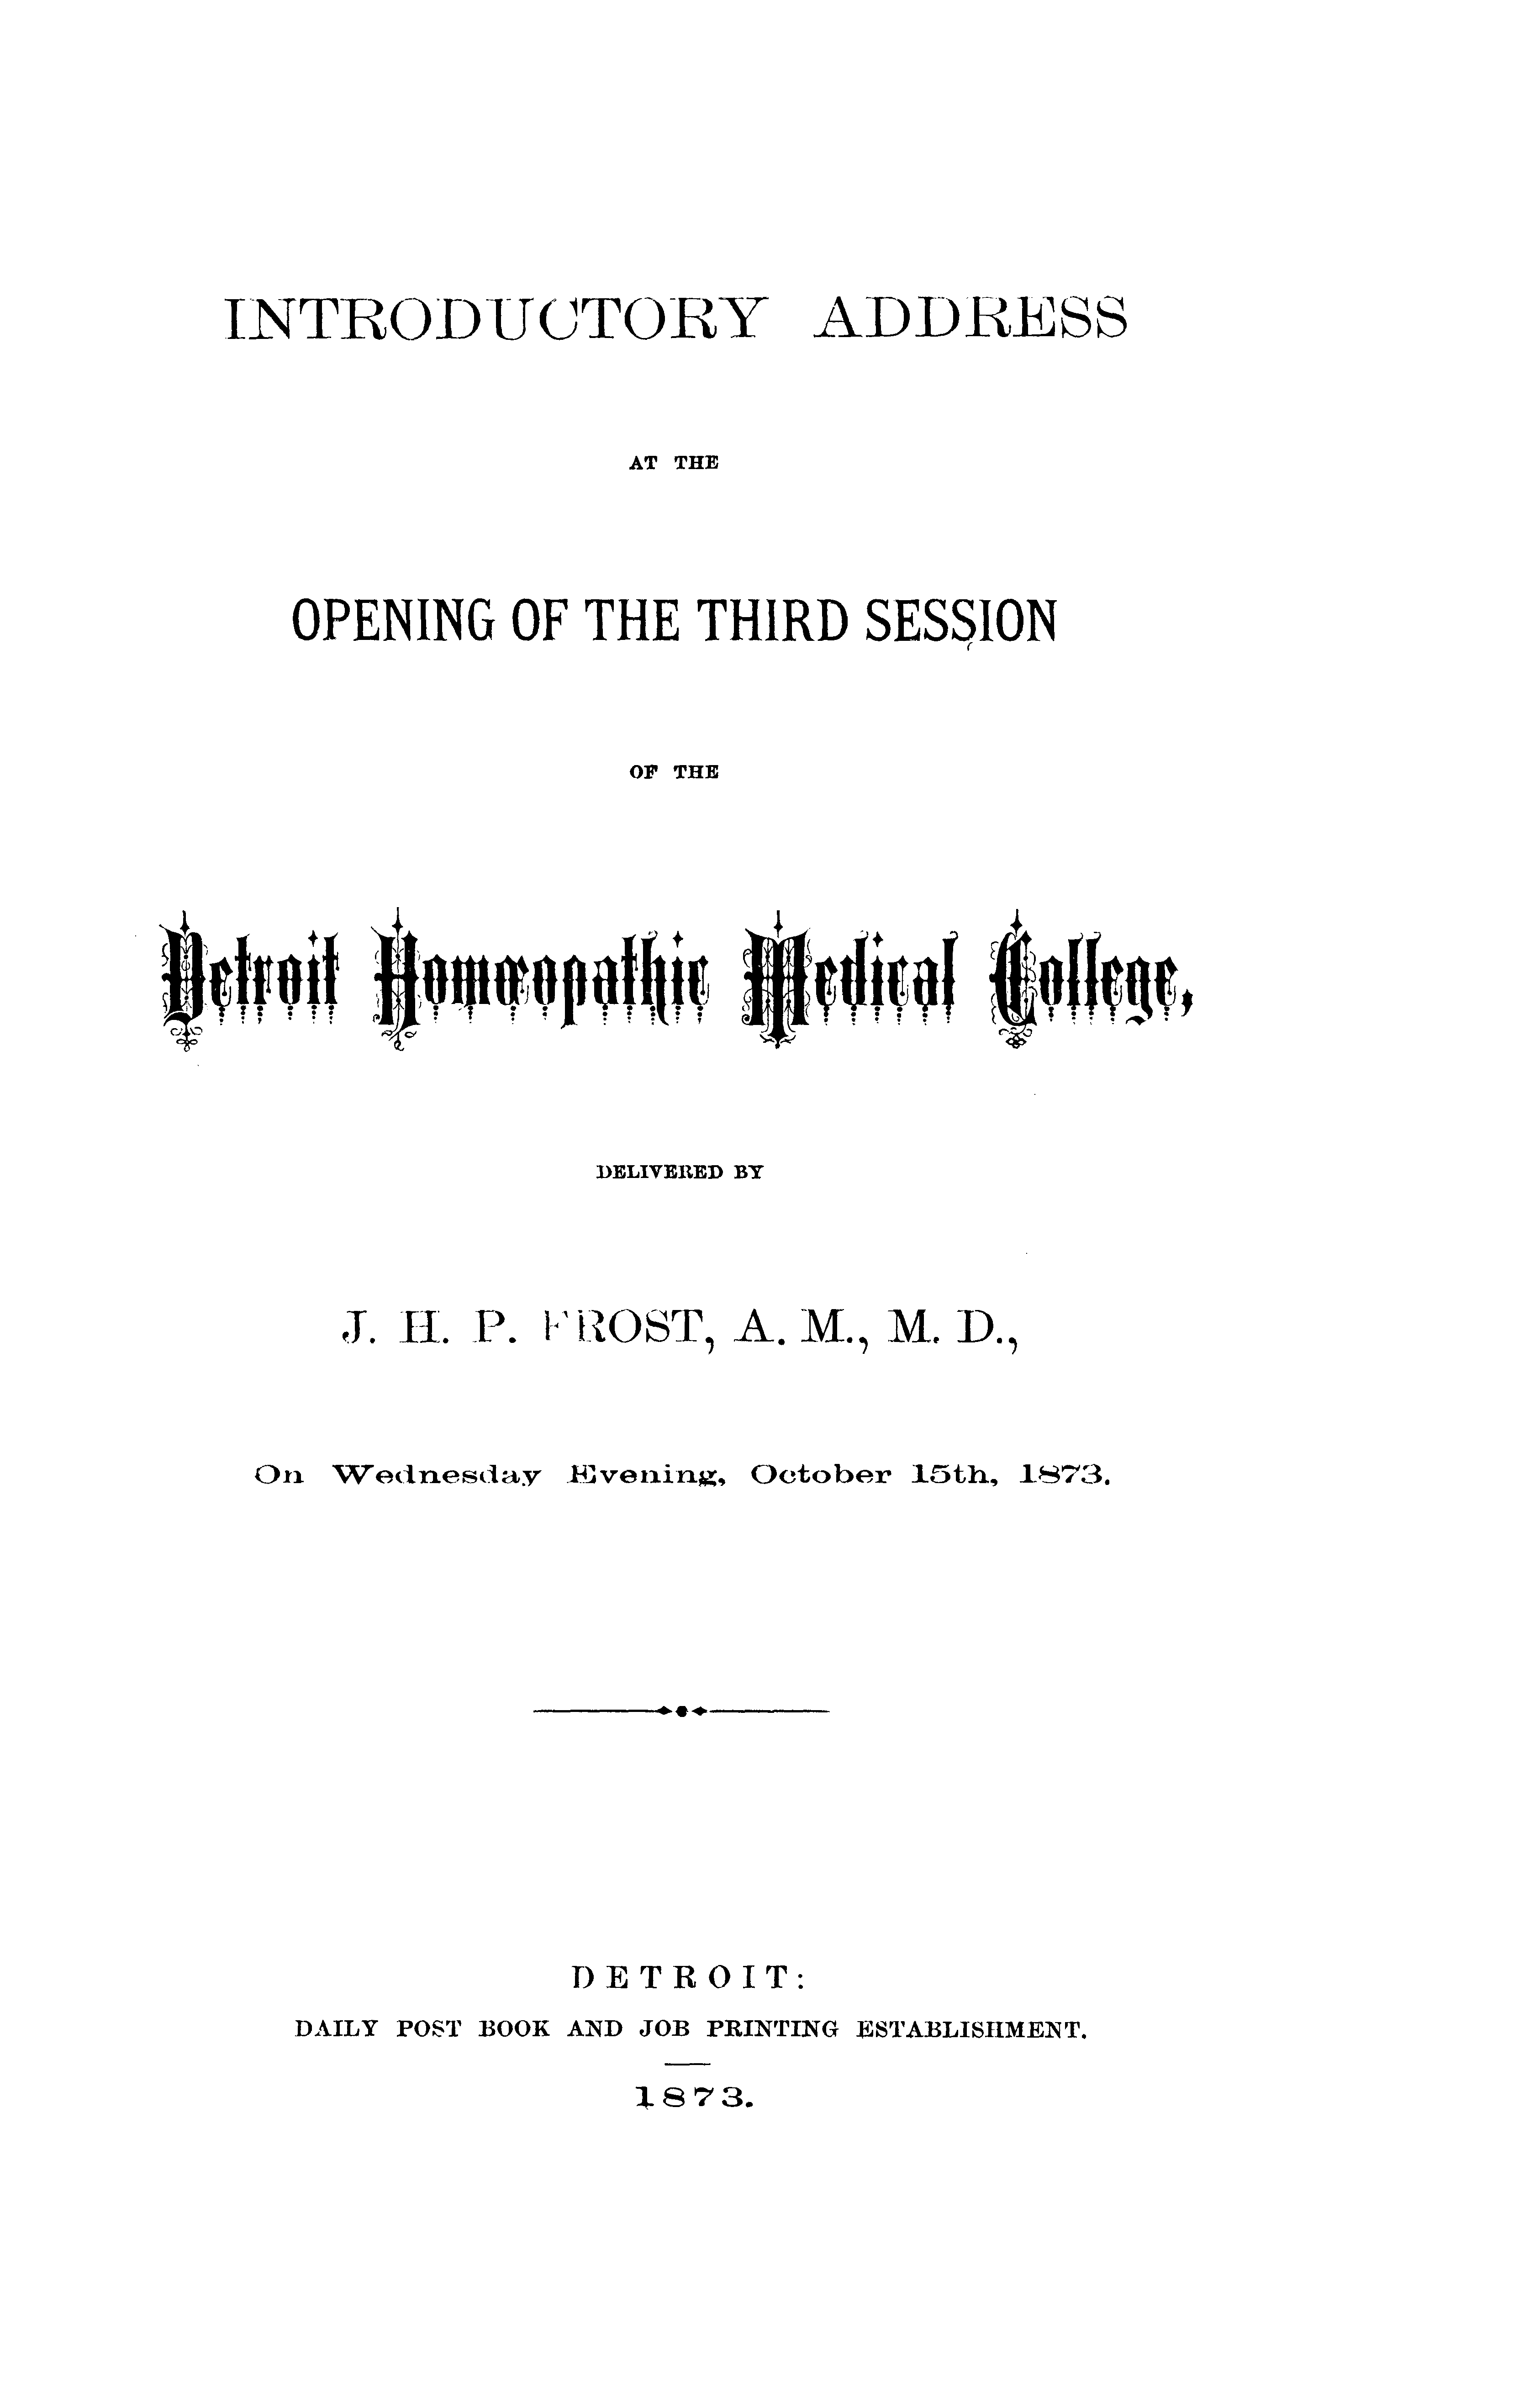 INTRODUCTORY ADDRESS
AT THE
OPENING OF THE THIRD SESSION
OF THE
Detroit Homœopathic Medical College,
DELIVERED BY
J. H. P. FROST, A. M., M. D.,
On Wednesday Evening, October 15th, 1873.
DETROIT:
DAILY POST BOOK AND JOB PRINTING ESTABLISHMENT.
1873.